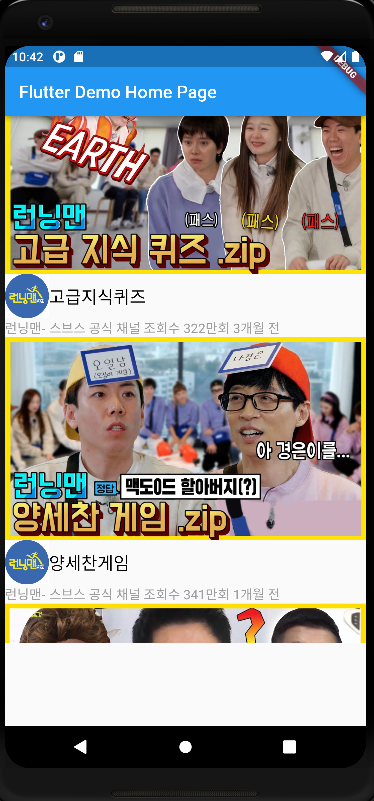 10:42
DEBUG
Flutter Demo Home Page
EARTH
(패스) (패스) (패스)
런닝맨
고급 지식 퀴즈 .zip
런닝맨
고급지식퀴즈
런닝맨- 스브스 공식 채널 조회수 322만회 3개월 전
오일남
나경은
아 경은이를...
런닝맨 정답 맥도O드 할아버지(?)
양세찬 게임 .zip
런닝맨
양세찬게임
런닝맨- 스브스 공식 채널 조회수 341만회 1개월 전
?